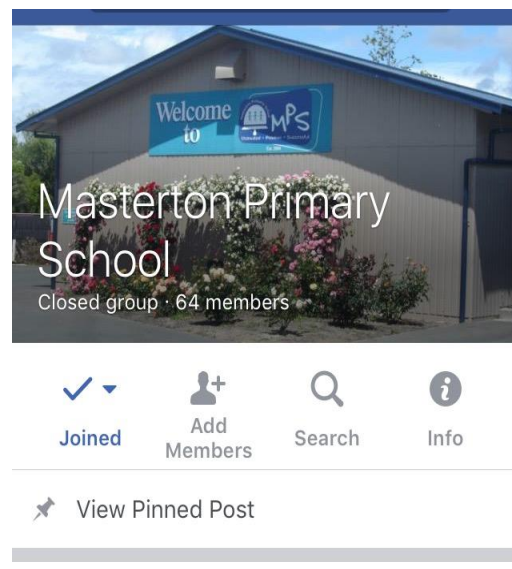 Welcome
to
MPS
Masterton Primary
School
Closed group · 64 members
Joined
Add
Members
Search
Info
View Pinned Post